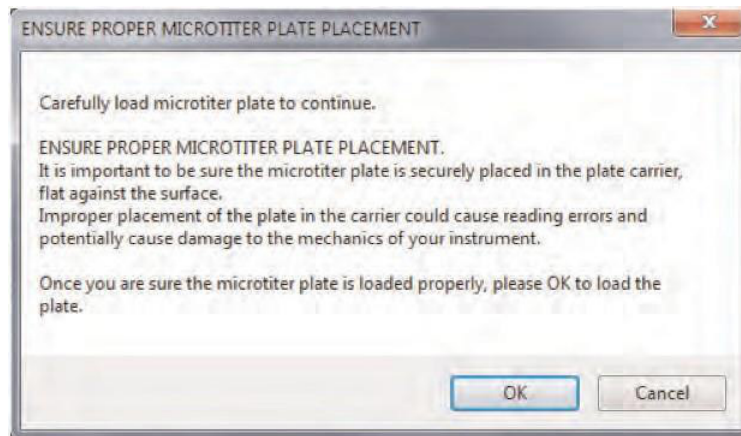 ENSURE PROPER MICROTITER PLATE PLACEMENT
Carefully load microtiter plate to continue.
ENSURE PROPER MICROTITER PLATE PLACEMENT.
It is important to be sure the microtiter plate is securely placed in the plate carrier,
flat against the surface.
Improper placement of the plate in the carrier could cause reading errors and
potentially cause damage to the mechanics of your instrument.
Once you are sure the microtiter plate is loaded properly, please OK to load the
plate.
OK
Cancel